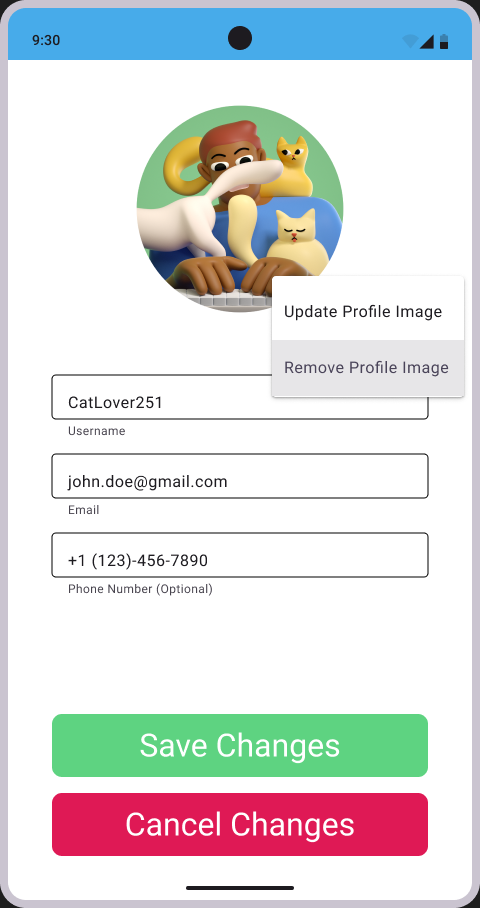 9:30
Update Profile Image
Remove Profile Image
CatLover251
Username
john.doe@gmail.com
Email
+1 (123)-456-7890
Phone Number (Optional)
Save Changes
Cancel Changes